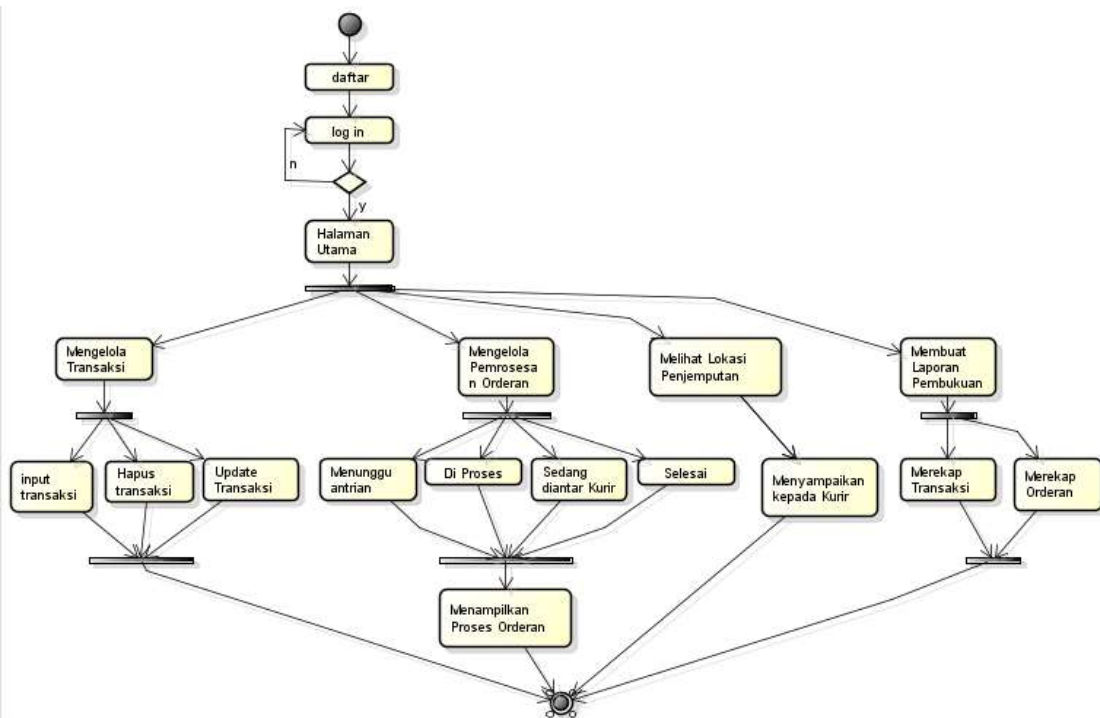 daftar
log in
n
y
Halaman
Utama
Mengelola
Transaksi
Mengelola
Pemrosesa
n Orderan
Melihat Lokasi
Penjemputan
Membuat
Laporan
Pembukuan
input
transaksi
Hapus
transaksi
Update
Transaksi
Menunggu
antrian
Di Proses
Sedang
diantar Kurir
Selesai
Menyampaikan
kepada Kurir
Merekap
Transaksi
Merekap
Orderan
Menampilkan
Proses Orderan